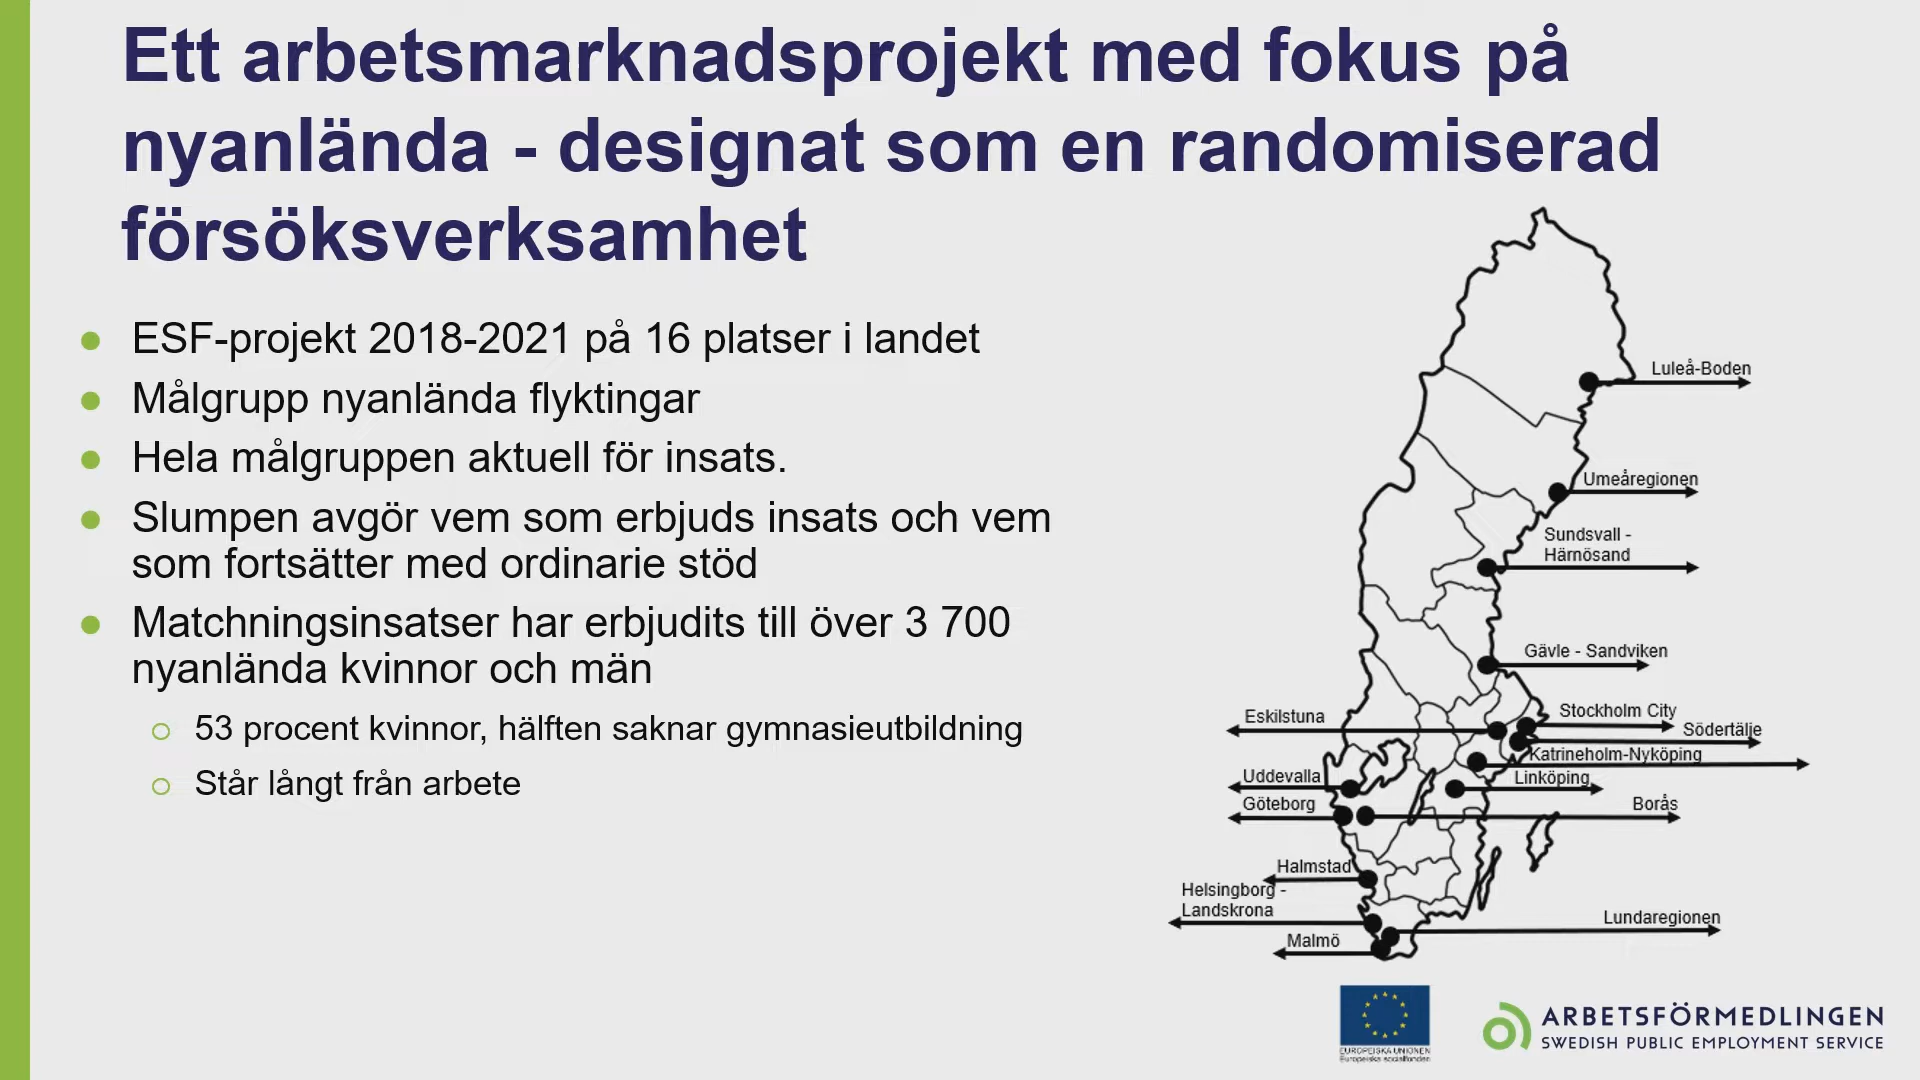 Ett arbetsmarknadsprojekt med fokus på
nyanlända - designat som en randomiserad
försöksverksamhet
ESF-projekt 2018-2021 på 16 platser i landet
Målgrupp nyanlända flyktingar
Hela målgruppen aktuell för insats.
Slumpen avgör vem som erbjuds insats och vem
som fortsätter med ordinarie stöd
Matchningsinsatser har erbjudits till över 3 700
nyanlända kvinnor och män
53 procent kvinnor, hälften saknar gymnasieutbildning
Står långt från arbete
Luleå-Boden
Umeåregionen
Sundsvall -
Härnösand
Gävle - Sandviken
Eskilstuna
Stockholm City
Södertälje
Katrineholm-Nyköping
Uddevalla
Linköping
Göteborg
Borås
Halmstad
Helsingborg -
Landskrona
Lundaregionen
Malmö
EUROPEISKA UNIONEN
Europeiska socialfonden
ARBETSFÖRMEDLINGEN
SWEDISH PUBLIC EMPLOYMENT SERVICE